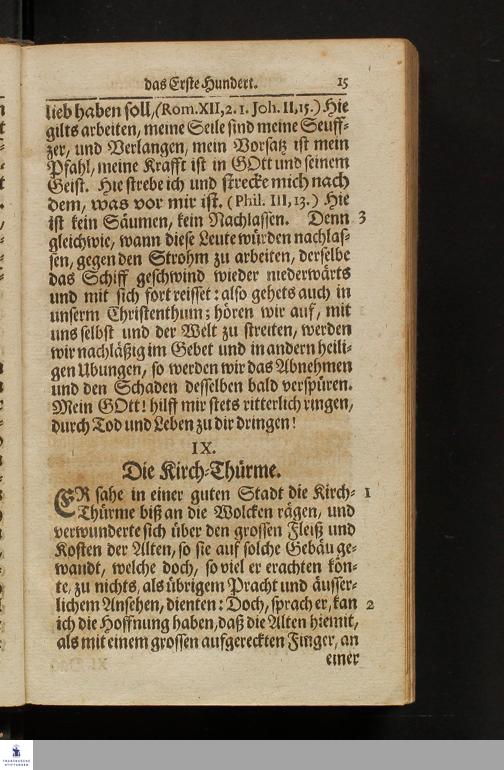 das Erste Hundert. 15
lieb haben soll, (Rom. XII, 2. 1. Joh. II, 15.) Hie
gilts arbeiten, meine Seile sind meine Seuff-
zer, und Verlangen, mein Vorsatz ist mein
Pfahl, meine Krafft ist in GOtt und seinem
Geist. Hie strebe ich und strecke mich nach
dem, was vor mir ist. (Phil. III, 13.) Hie
ist kein Säumen, kein Nachlassen. Denn 3
gleichwie, wann diese Leute würden nachlas-
sen, gegen den Strohm zu arbeiten, derselbe
das Schiff geschwind wieder niederwärts
und mit sich fort reisset: also gehets auch in
unserm Christenthum; hören wir auf, mit
uns selbst und der Welt zu streiten, werden
wir nachläßig im Gebet und in andern heili-
gen Ubungen, so werden wir das Abnehmen
und den Schaden desselben bald verspüren.
Mein GOtt! hilff mir stets ritterlich ringen,
durch Tod und Leben zu dir dringen!
IX.
Die Kirch-Thürme.
ER sahe in einer guten Stadt die Kirch- 1
Thürme biß an die Wolcken rägen, und
verwunderte sich über den grossen Fleiß und
Kosten der Alten, so sie auf solche Gebäu ge-
wandt, welche doch, so viel er erachten kön-
te, zu nichts, als übrigem Pracht und äusser-
lichem Ansehen, dienten: Doch, sprach er, kan 2
ich die Hoffnung haben, daß die Alten hiemit,
als mit einem grossen aufgereckten Finger, an
einer
FRANCKESCHE
STIFTUNGEN